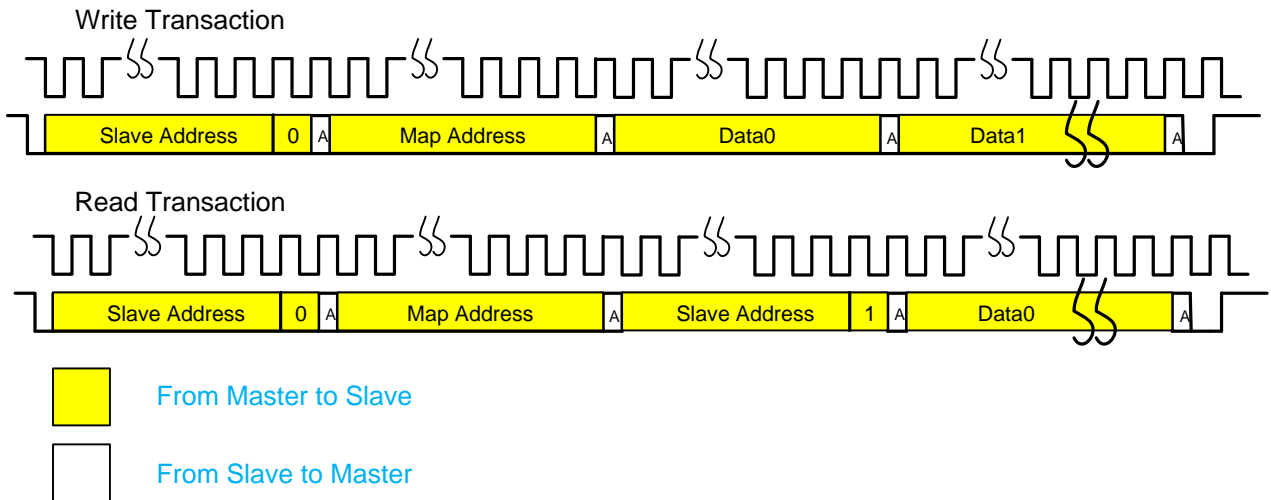 Write Transaction
Slave Address 0 A Map Address A Data0 A Data1 A
Read Transaction
Slave Address 0 A Map Address A Slave Address 1 A Data0 A
From Master to Slave
From Slave to Master